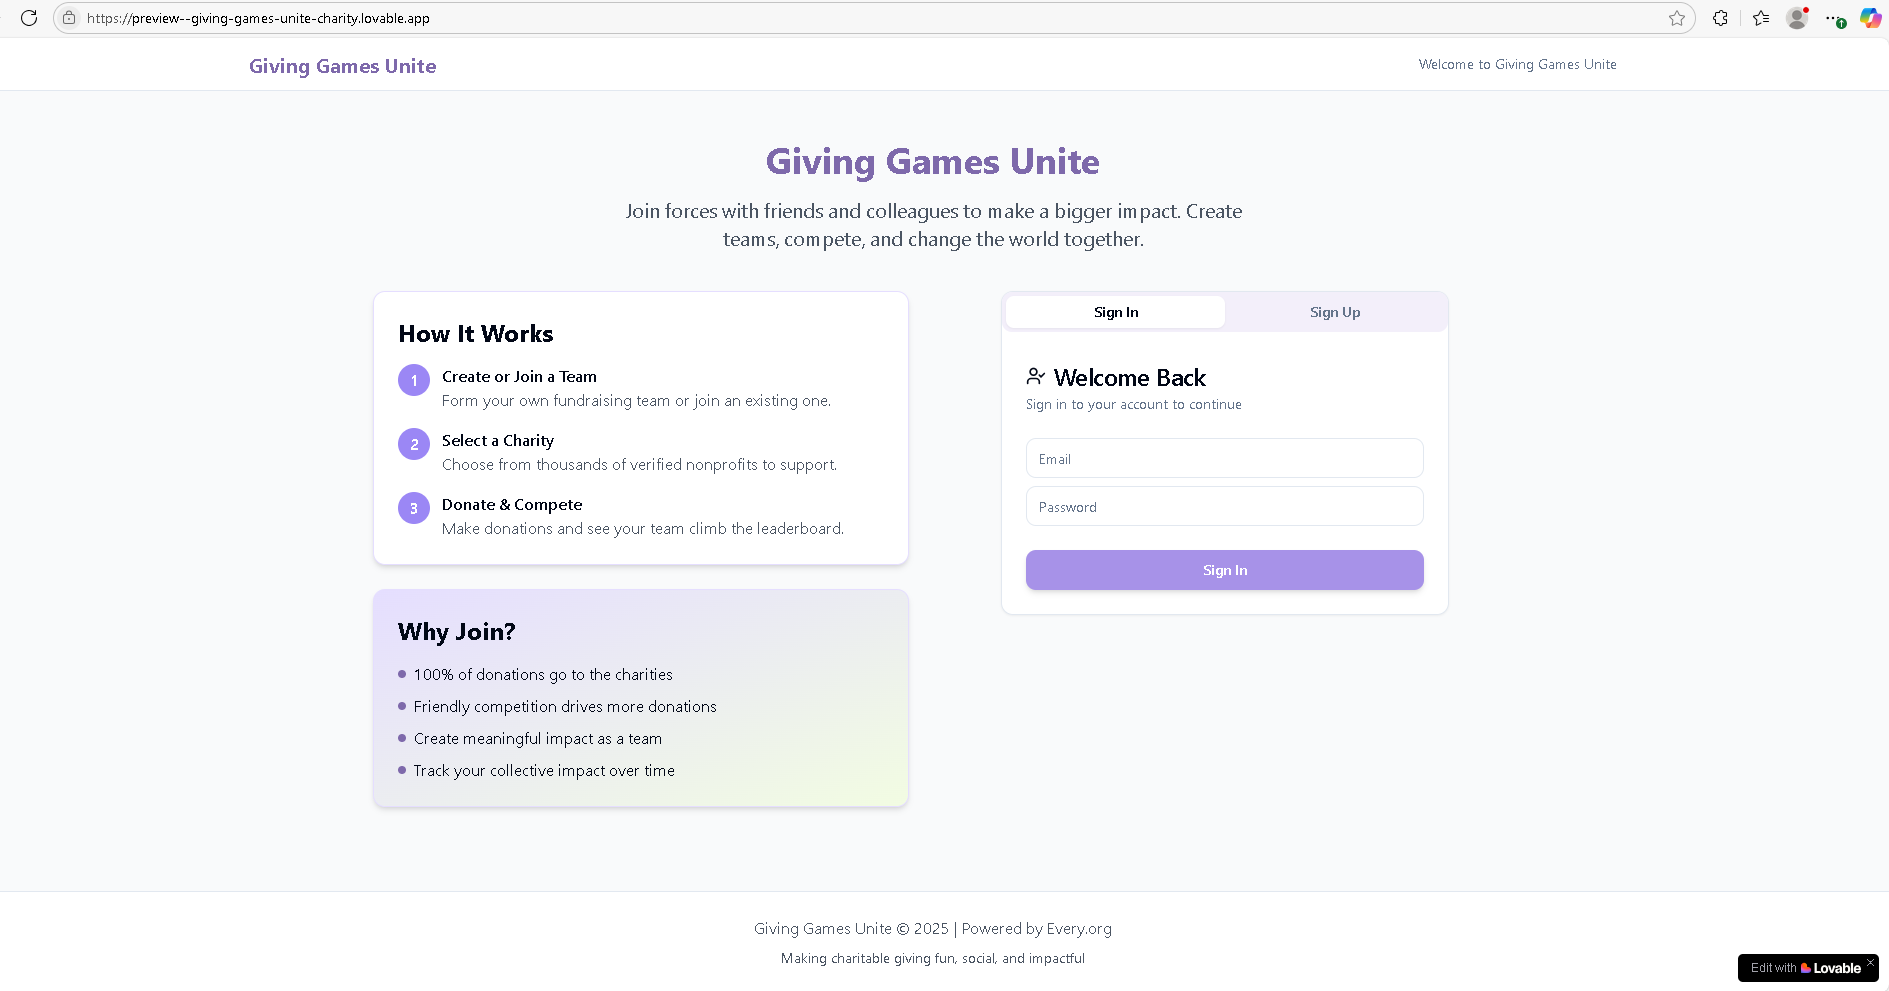 https://preview--giving-games-unite-charity.lovable.app
Giving Games Unite
Welcome to Giving Games Unite
Giving Games Unite
Join forces with friends and colleagues to make a bigger impact. Create
teams, compete, and change the world together.
How It Works
1
Create or Join a Team
Form your own fundraising team or join an existing one.
2
Select a Charity
Choose from thousands of verified nonprofits to support.
3
Donate & Compete
Make donations and see your team climb the leaderboard.
Why Join?
100% of donations go to the charities
Friendly competition drives more donations
Create meaningful impact as a team
Track your collective impact over time
Sign In
Sign Up
Welcome Back
Sign in to your account to continue
Email
Password
Sign In
Giving Games Unite © 2025 | Powered by Every.org
Making charitable giving fun, social, and impactful
Edit with Lovable